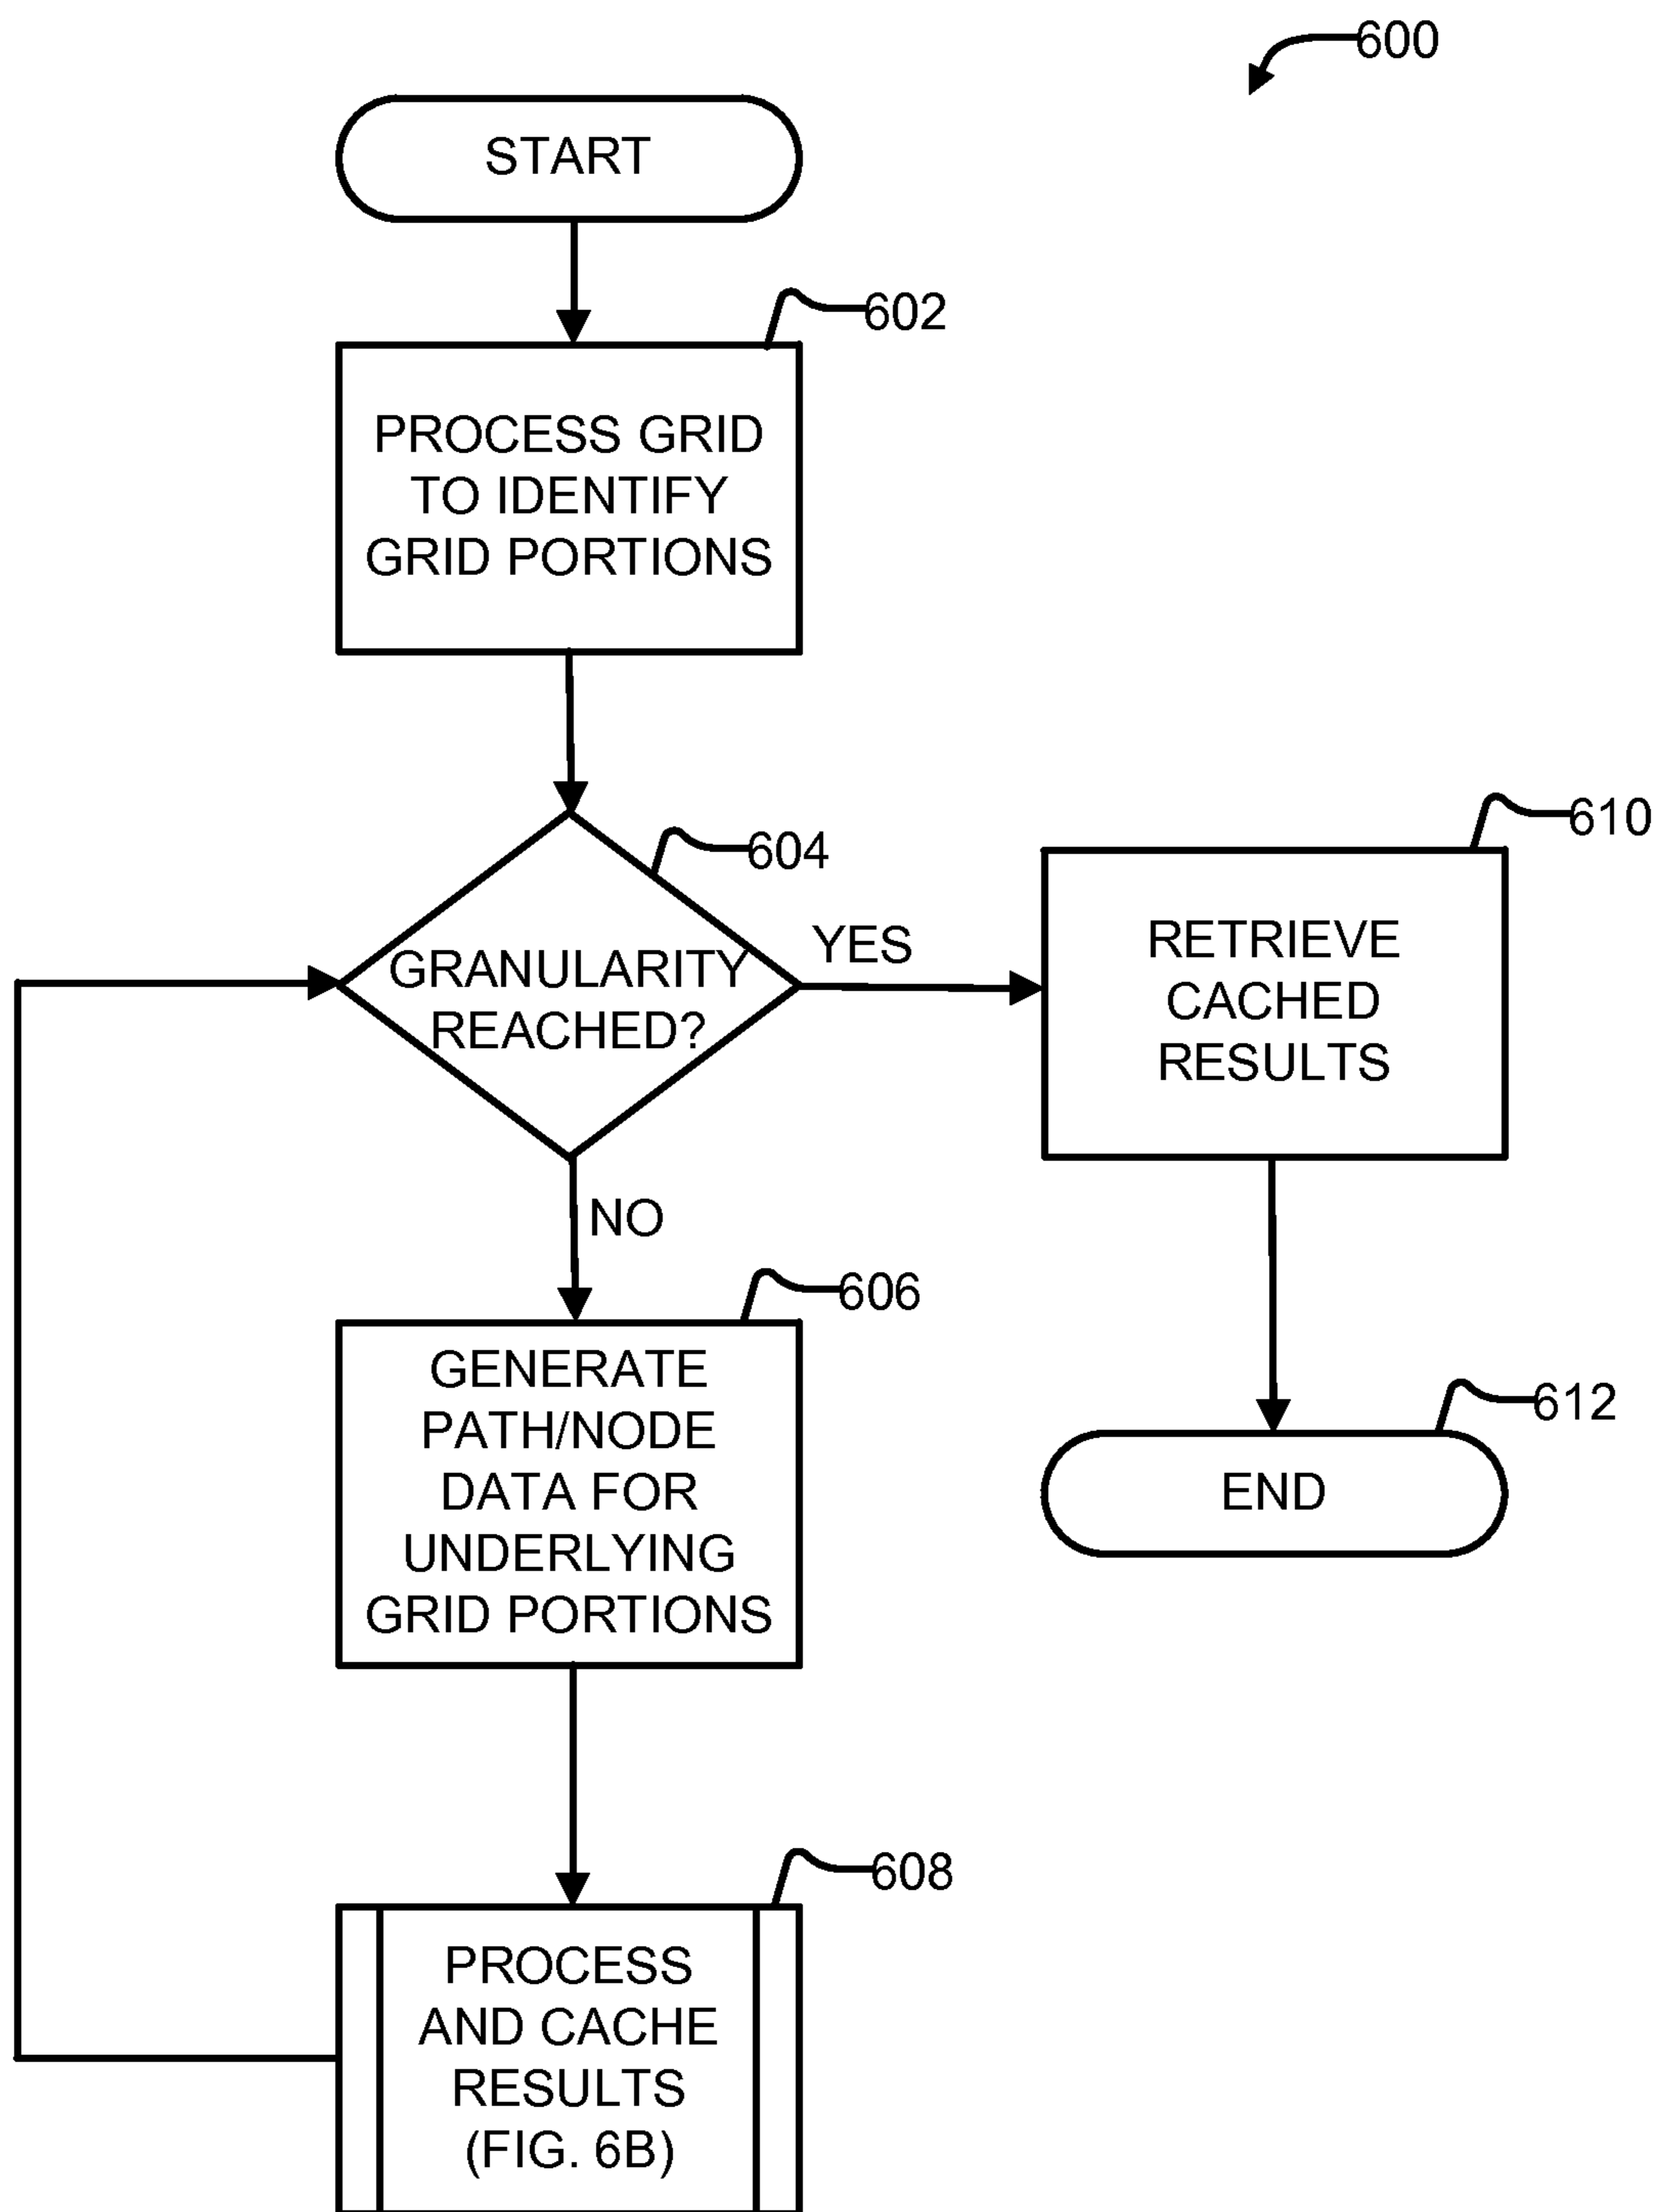 600
START
602
PROCESS GRID
TO IDENTIFY
GRID PORTIONS
604
GRANULARITY
REACHED?
YES
610
RETRIEVE
CACHED
RESULTS
NO
606
GENERATE
PATH/NODE
DATA FOR
UNDERLYING
GRID PORTIONS
612
END
608
PROCESS
AND CACHE
RESULTS
(FIG. 6B)